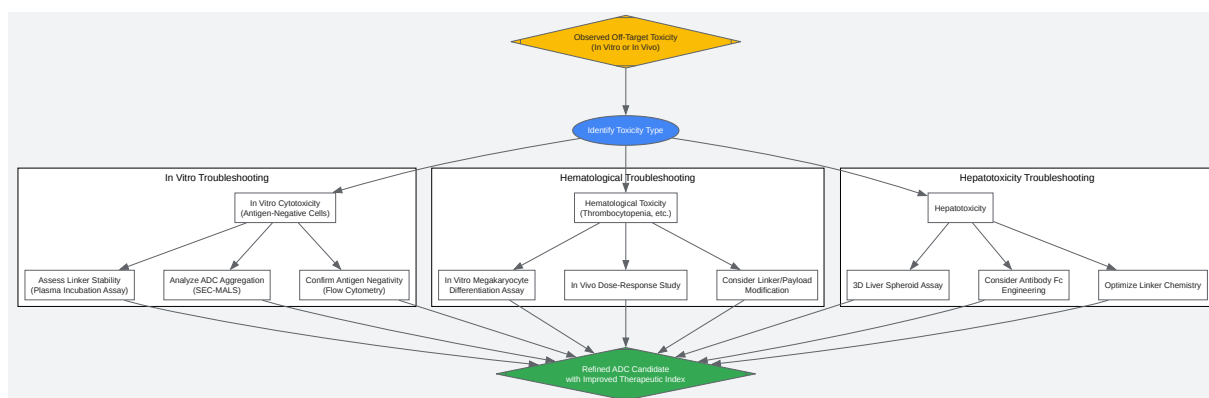 Observed Off-Target Toxicity
(In Vitro or In Vivo)
Identify Toxicity Type
In Vitro Troubleshooting
Hematological Troubleshooting
Hepatotoxicity Troubleshooting
In Vitro Cytotoxicity
(Antigen-Negative Cells)
Hematological Toxicity
(Thrombocytopenia, etc.)
Hepatotoxicity
Assess Linker Stability
(Plasma Incubation Assay)
Analyze ADC Aggregation
(SEC-MALS)
Confirm Antigen Negativity
(Flow Cytometry)
In Vitro Megakaryocyte
Differentiation Assay
In Vivo Dose-Response Study
Consider Linker/Payload
Modification
3D Liver Spheroid Assay
Consider Antibody Fc
Engineering
Optimize Linker Chemistry
Refined ADC Candidate
with Improved Therapeutic Index